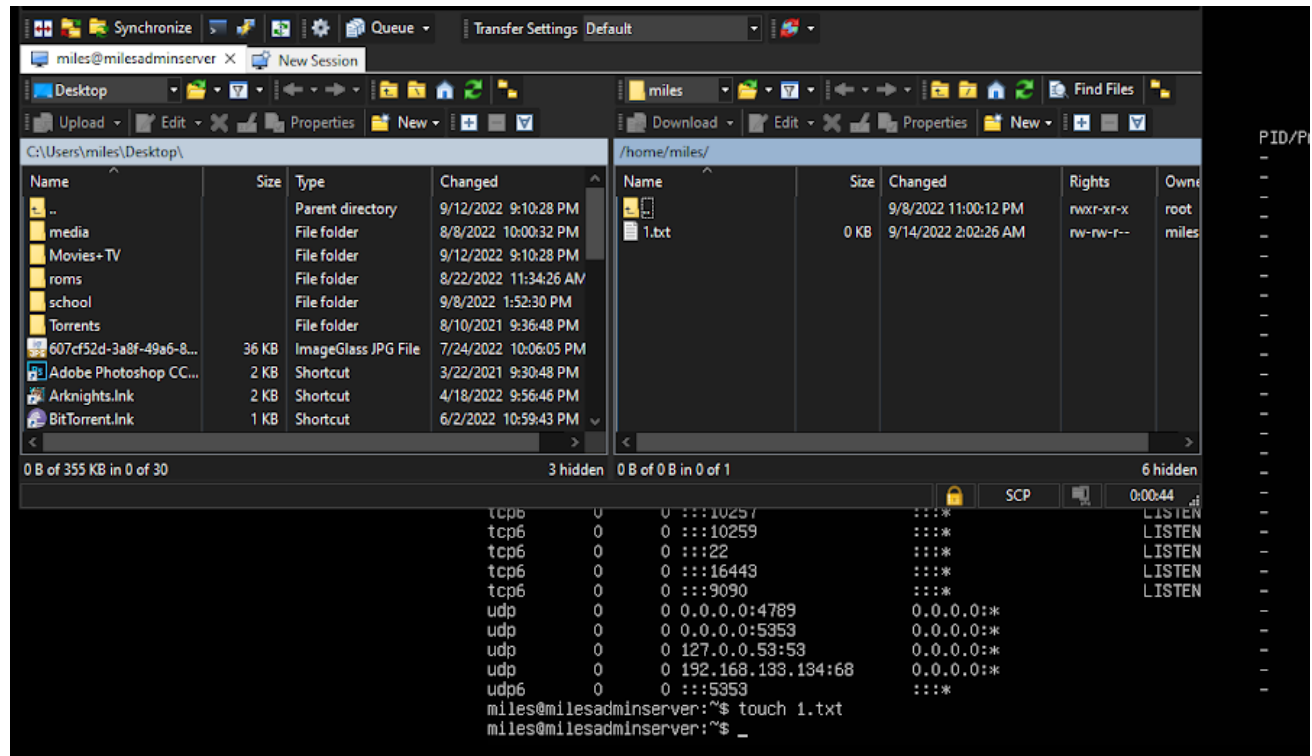 Synchronize Queue Transfer Settings Default
miles@milesadminserver X New Session
Desktop miles Find Files
Upload Edit Properties New Download Edit Properties New
C:\Users\miles\Desktop\ /home/miles/
Name Size Type Changed Name Size Changed Rights Owne
.. Parent directory 9/12/2022 9:10:28 PM .. 9/8/2022 11:00:12 PM rwxr-xr-x root
media File folder 8/8/2022 10:00:32 PM 1.txt 0 KB 9/14/2022 2:02:26 AM rw-rw-r-- miles
Movies+TV File folder 9/12/2022 9:10:28 PM
roms File folder 8/22/2022 11:34:26 AM
school File folder 9/8/2022 1:52:30 PM
Torrents File folder 8/10/2021 9:36:48 PM
607cf52d-3a8f-49a6-8... 36 KB ImageGlass JPG File 7/24/2022 10:06:05 PM
Adobe Photoshop CC... 2 KB Shortcut 3/22/2021 9:30:48 PM
Arknights.lnk 2 KB Shortcut 4/18/2022 9:56:46 PM
BitTorrent.lnk 1 KB Shortcut 6/2/2022 10:59:43 PM
0 B of 355 KB in 0 of 30 3 hidden 0 B of 0 B in 0 of 1 6 hidden
SCP 0:00:44
PID/Pr
tcp6 0 0 :::10257 :::* LISTEN -
tcp6 0 0 :::10259 :::* LISTEN -
tcp6 0 0 :::22 :::* LISTEN -
tcp6 0 0 :::16443 :::* LISTEN -
tcp6 0 0 :::9090 :::* LISTEN -
udp 0 0 0.0.0.0:4789 0.0.0.0:* -
udp 0 0 0.0.0.0:5353 0.0.0.0:* -
udp 0 0 127.0.0.53:53 0.0.0.0:* -
udp 0 0 192.168.133.134:68 0.0.0.0:* -
udp6 0 0 :::5353 :::* -
miles@milesadminserver:~$ touch 1.txt
miles@milesadminserver:~$ _